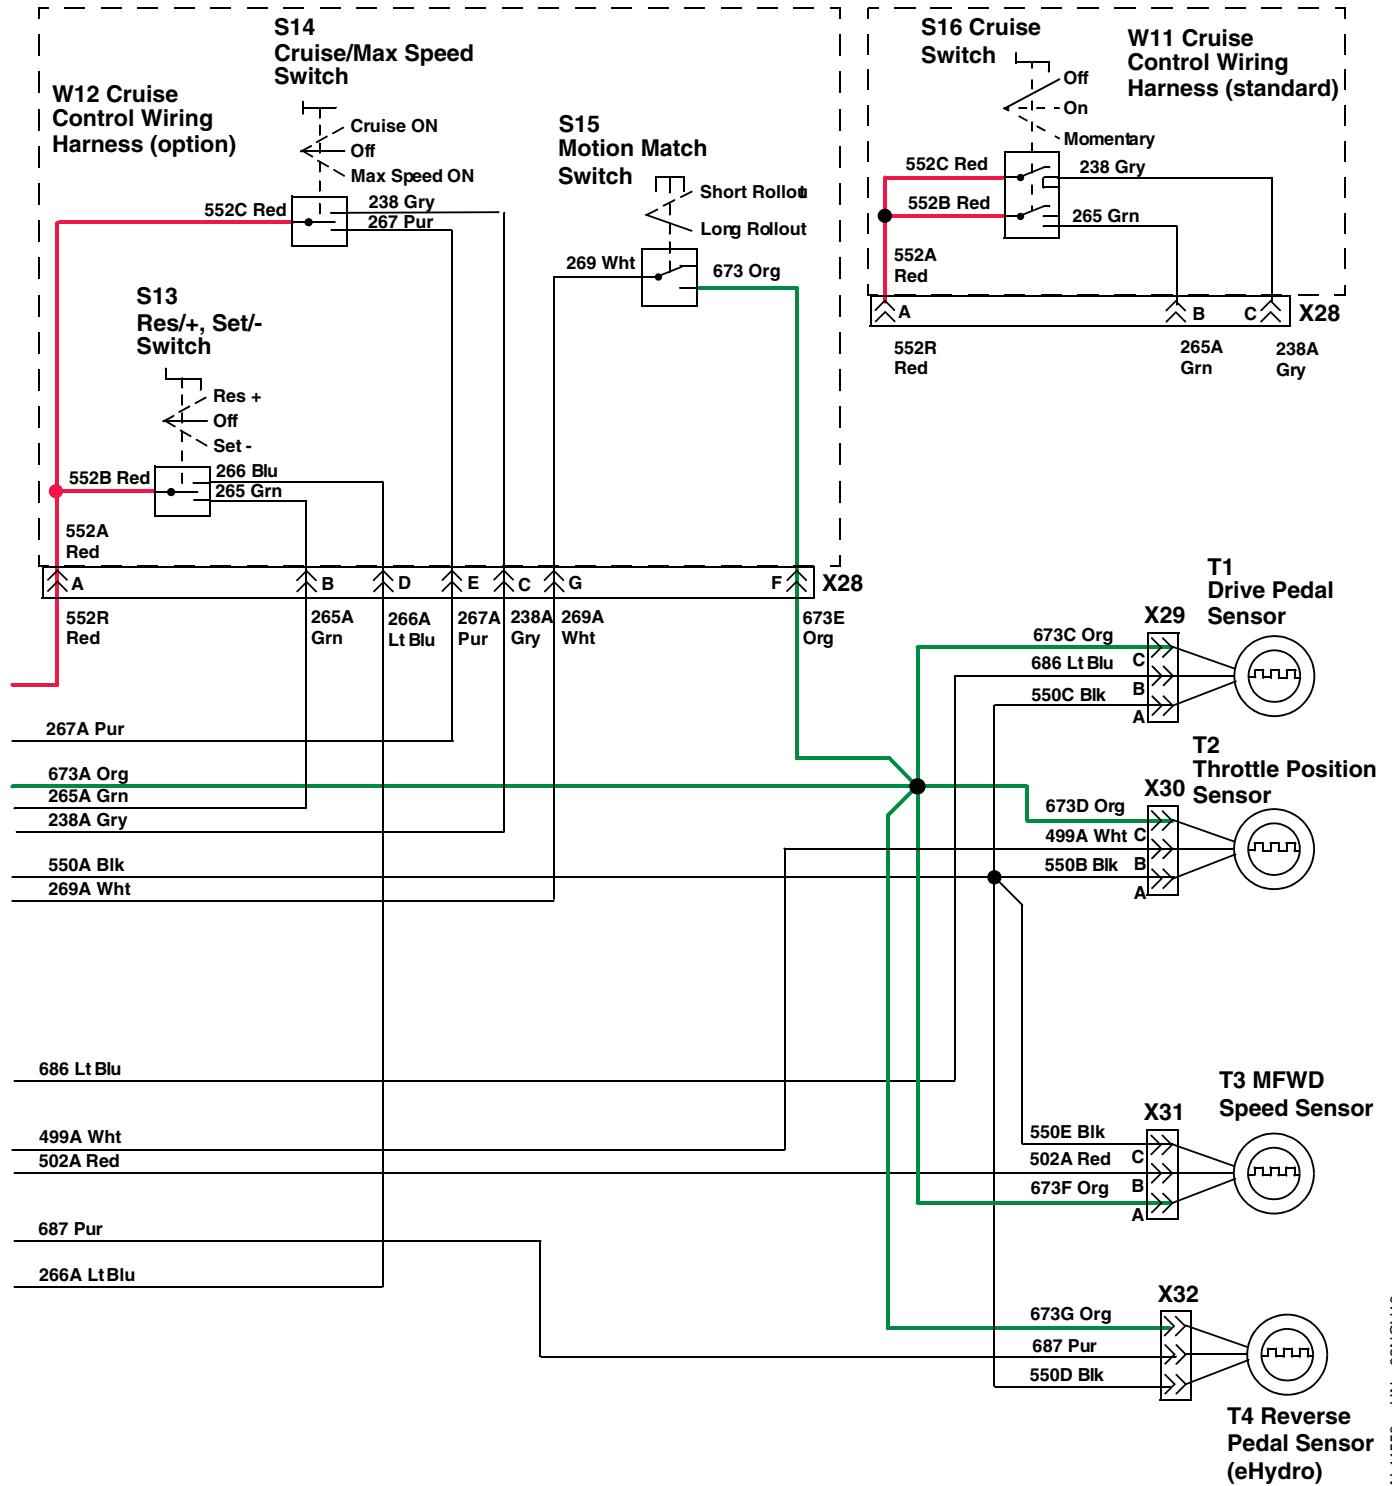 S14
Cruise/Max Speed
Switch
W12 Cruise
Control Wiring
Harness (option)
Cruise ON
Off
Max Speed ON
552C Red
238 Gry
267 Pur
S15
Motion Match
Switch
Short Rollout
Long Rollout
269 Wht
673 Org
S13
Res/+, Set/-
Switch
Res +
Off
Set -
552B Red
266 Blu
265 Grn
552A
Red
A
B
D
E
C
G
F
X28
552R
Red
265A
Grn
266A
Lt Blu
267A
Pur
238A
Gry
269A
Wht
673E
Org
S16 Cruise
Switch
Off
On
Momentary
W11 Cruise
Control Wiring
Harness (standard)
552C Red
238 Gry
552B Red
265 Grn
552A
Red
A
B
C
X28
552R
Red
265A
Grn
238A
Gry
T1
Drive Pedal
Sensor
X29
673C Org
C
686 Lt Blu
B
550C Blk
A
T2
Throttle Position
Sensor
X30
673D Org
C
499A Wht
B
550B Blk
A
267A Pur
673A Org
265A Grn
238A Gry
550A Blk
269A Wht
686 Lt Blu
499A Wht
502A Red
687 Pur
266A Lt Blu
T3 MFWD
Speed Sensor
X31
550E Blk
C
502A Red
B
673F Org
A
X32
673G Org
687 Pur
550D Blk
T4 Reverse
Pedal Sensor
(eHydro)